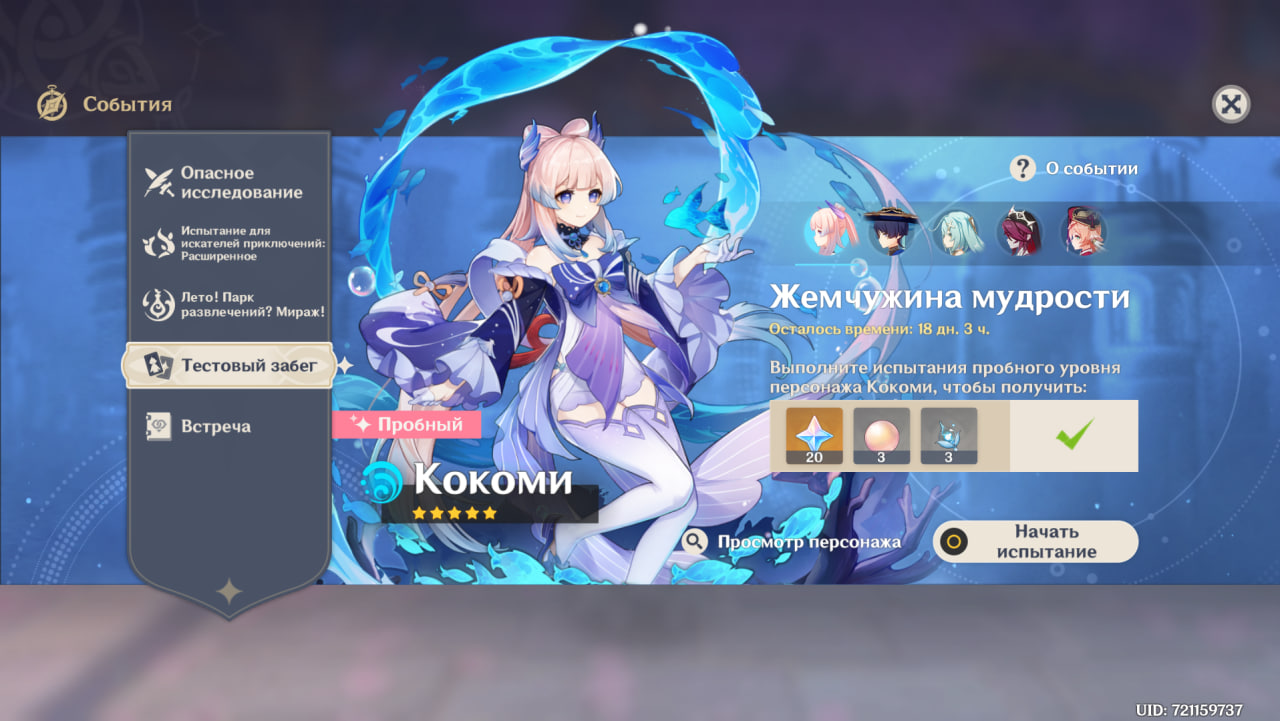 События
Опасное
исследование
Испытание для
искателей приключений:
Расширенное
Лето! Парк
развлечений? Мираж!
Тестовый забег
Встреча
Пробный
Кокоми
? О событии
Жемчужина мудрости
Осталось времени: 18 дн. 3 ч.
Выполните испытания пробного уровня
персонажа Кокоми, чтобы получить:
20
3
3
Просмотр персонажа
Начать
испытание
UID: 721159737